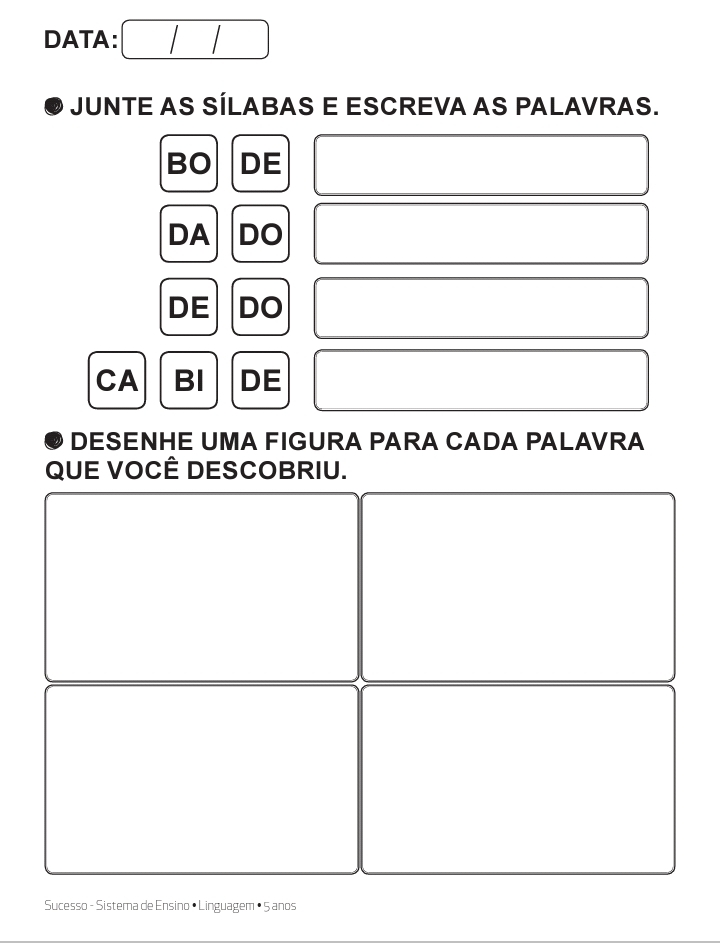 DATA: / /
JUNTE AS SÍLABAS E ESCREVA AS PALAVRAS.
BO DE
DA DO
DE DO
CA BI DE
DESENHE UMA FIGURA PARA CADA PALAVRA
QUE VOCÊ DESCOBRIU.
Sucesso - Sistema de Ensino • Linguagem • 5 anos